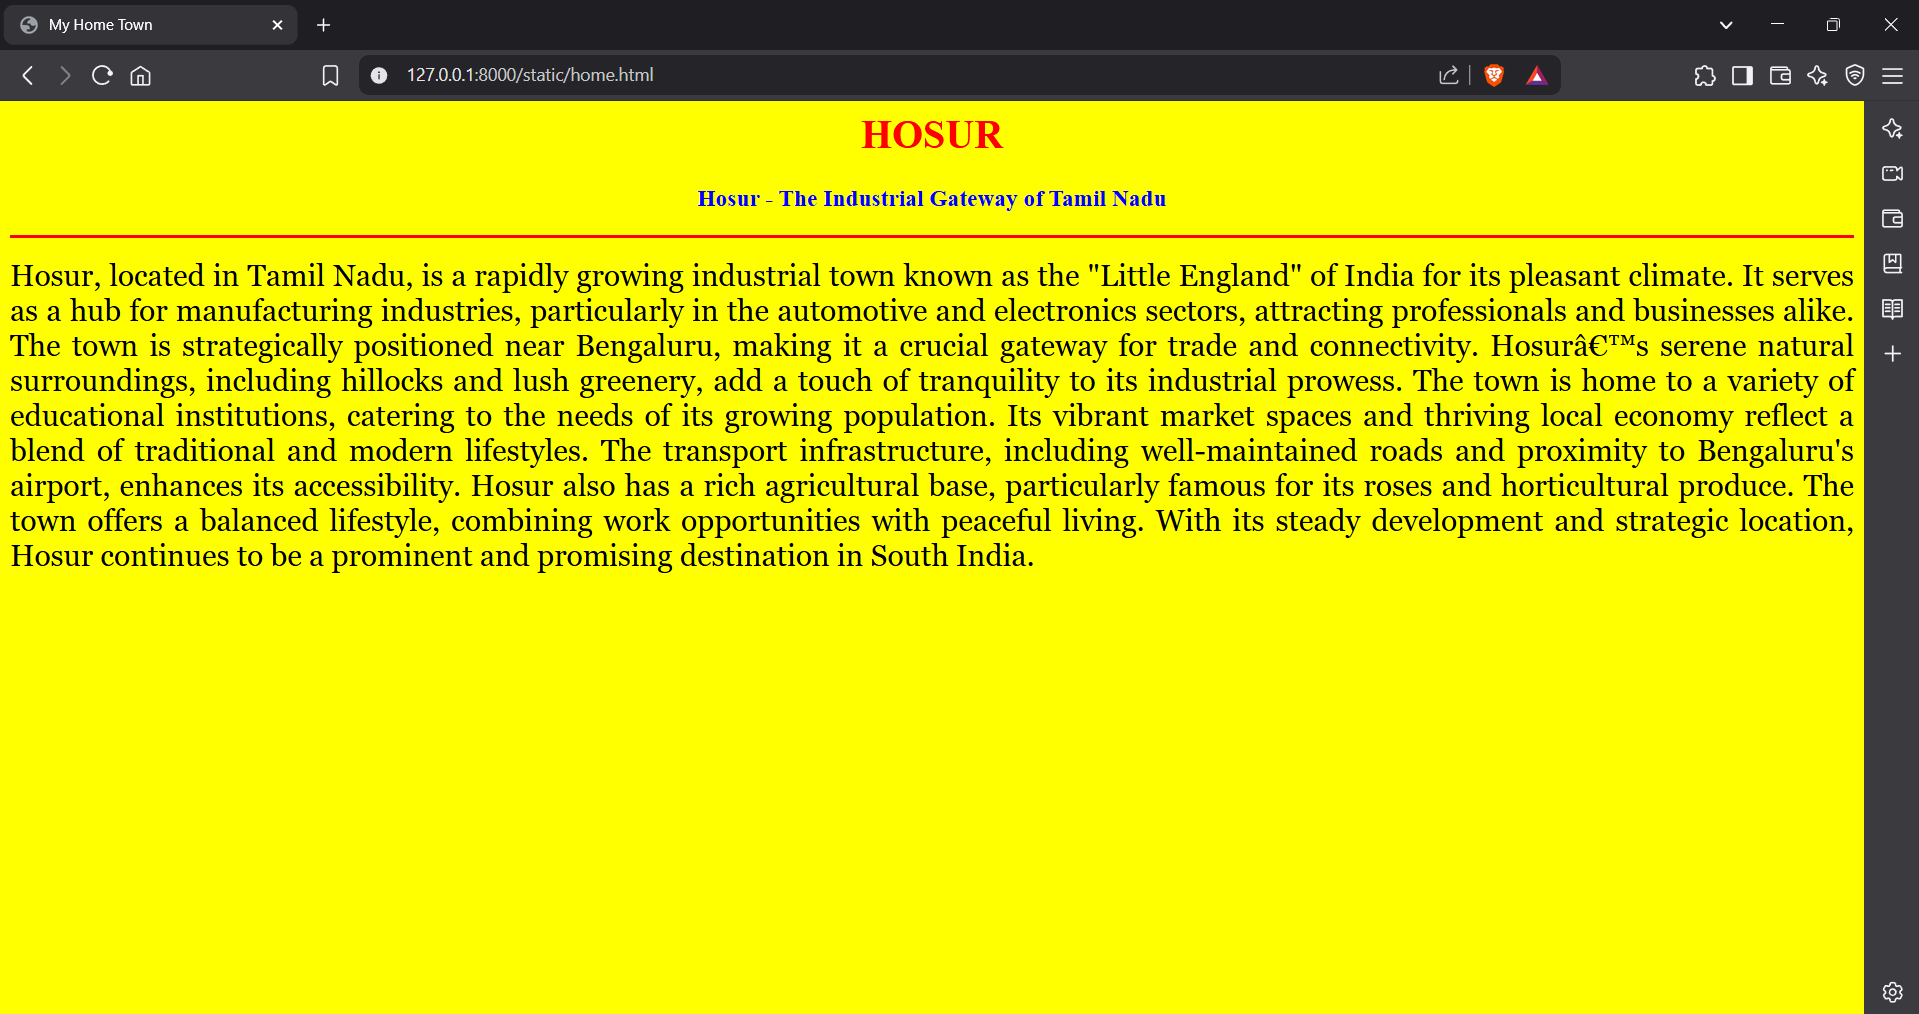 My Home Town
127.0.0.1:8000/static/home.html
HOSUR
Hosur - The Industrial Gateway of Tamil Nadu
Hosur, located in Tamil Nadu, is a rapidly growing industrial town known as the "Little England" of India for its pleasant climate. It serves
as a hub for manufacturing industries, particularly in the automotive and electronics sectors, attracting professionals and businesses alike.
The town is strategically positioned near Bengaluru, making it a crucial gateway for trade and connectivity. Hosurâ€™s serene natural
surroundings, including hillocks and lush greenery, add a touch of tranquility to its industrial prowess. The town is home to a variety of
educational institutions, catering to the needs of its growing population. Its vibrant market spaces and thriving local economy reflect a
blend of traditional and modern lifestyles. The transport infrastructure, including well-maintained roads and proximity to Bengaluru's
airport, enhances its accessibility. Hosur also has a rich agricultural base, particularly famous for its roses and horticultural produce. The
town offers a balanced lifestyle, combining work opportunities with peaceful living. With its steady development and strategic location,
Hosur continues to be a prominent and promising destination in South India.